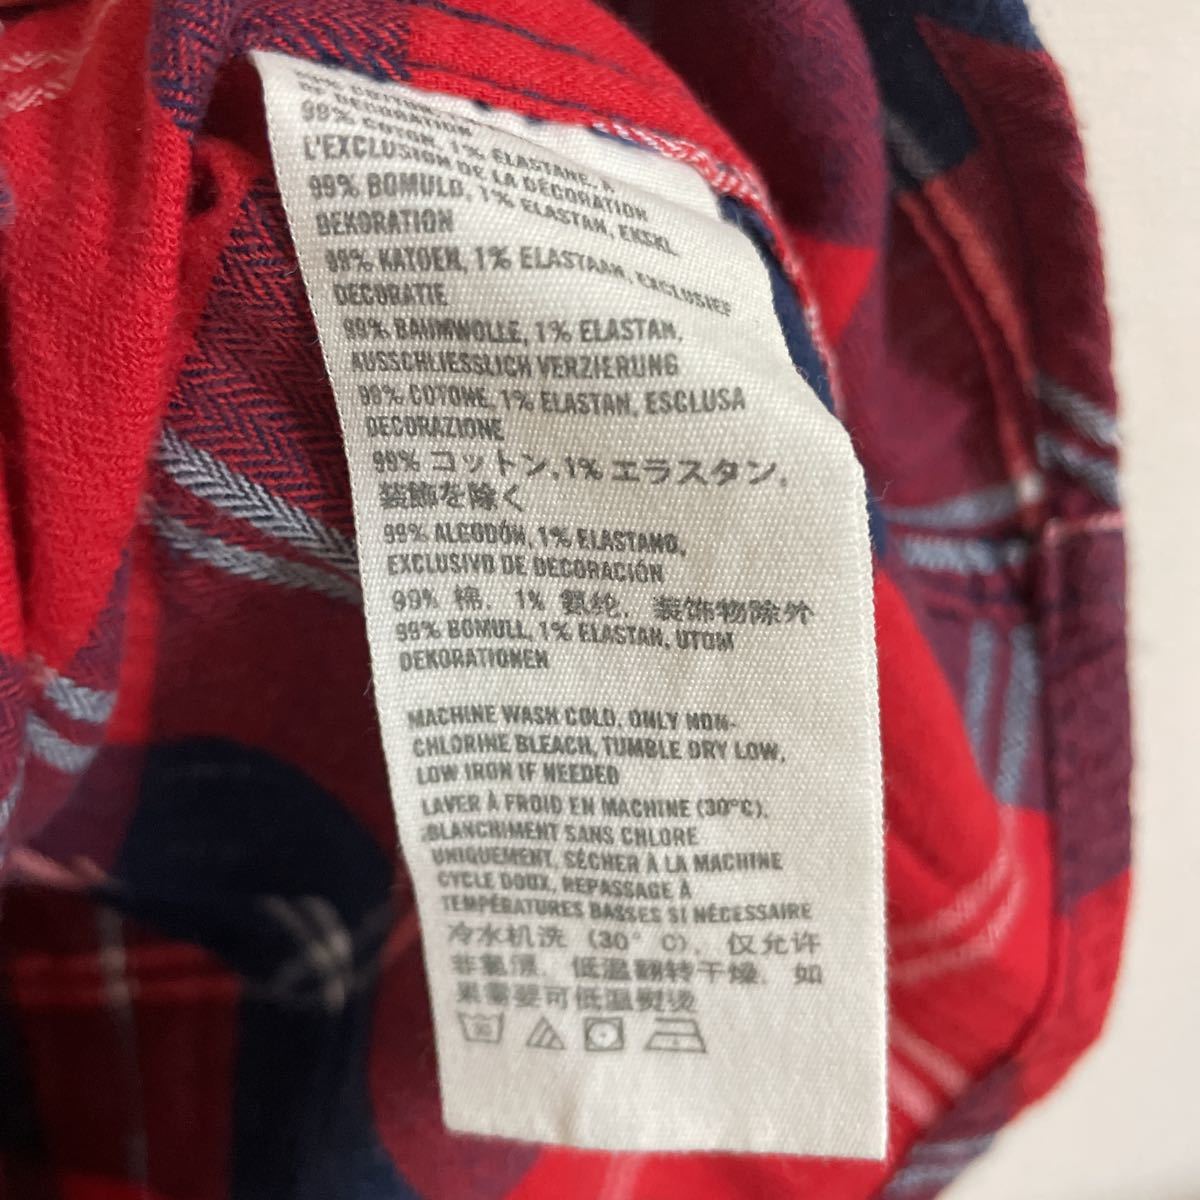 OF DECORATION
99% COTON, 1% ELASTANE, A
L'EXCLUSION DE LA DÉCORATION
99% BOMULD, 1% ELASTAN, EKSKL.
DEKORATION
99% KATOEN, 1% ELASTAAN, EXCLUSIEF
DECORATIE
99% BAUMWOLLE, 1% ELASTAN,
AUSSCHLIESSLICH VERZIERUNG
99% COTONE, 1% ELASTAN, ESCLUSA
DECORAZIONE
99% コットン, 1% エラスタン,
装飾を除く
99% ALGODÓN, 1% ELASTANO,
EXCLUSIVO DE DECORACIÓN
99% 棉, 1% 氨纶, 装饰物除外
99% BOMULL, 1% ELASTAN, UTOM
DEKORATIONEN
MACHINE WASH COLD, ONLY NON-
CHLORINE BLEACH, TUMBLE DRY LOW,
LOW IRON IF NEEDED
LAVER À FROID EN MACHINE (30°C),
BLANCHIMENT SANS CHLORE
UNIQUEMENT, SÉCHER À LA MACHINE
CYCLE DOUX, REPASSAGE À
TEMPÉRATURES BASSES SI NÉCESSAIRE
冷水机洗 (30° C), 仅允许
非氯漂, 低温翻转干燥, 如
果需要可低温熨烫
30